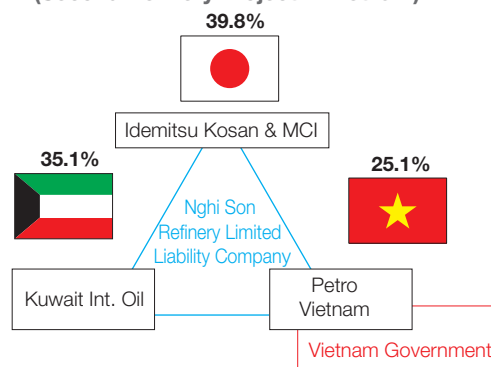 39.8%
Idemitsu Kosan & MCI
35.1%
25.1%
Nghi Son
Refinery Limited
Liability Company
Kuwait Int. Oil
Petro
Vietnam
Vietnam Government